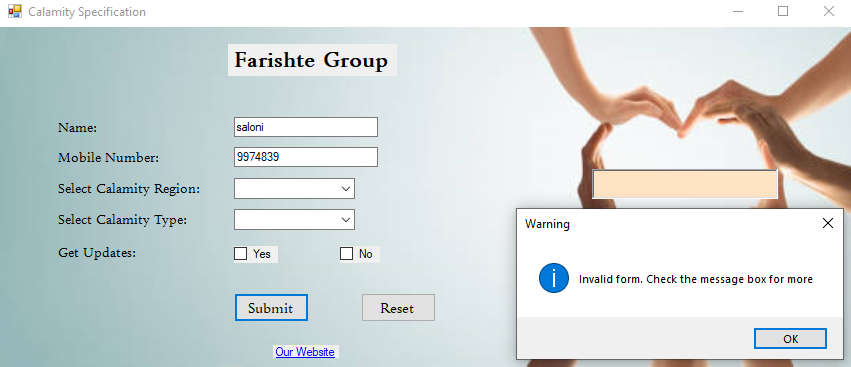 Calamity Specification
Farishte Group
Name:
saloni
Mobile Number:
9974839
Select Calamity Region:
Select Calamity Type:
Get Updates:
Yes
No
Submit
Reset
Our Website
Warning
Invalid form. Check the message box for more
OK